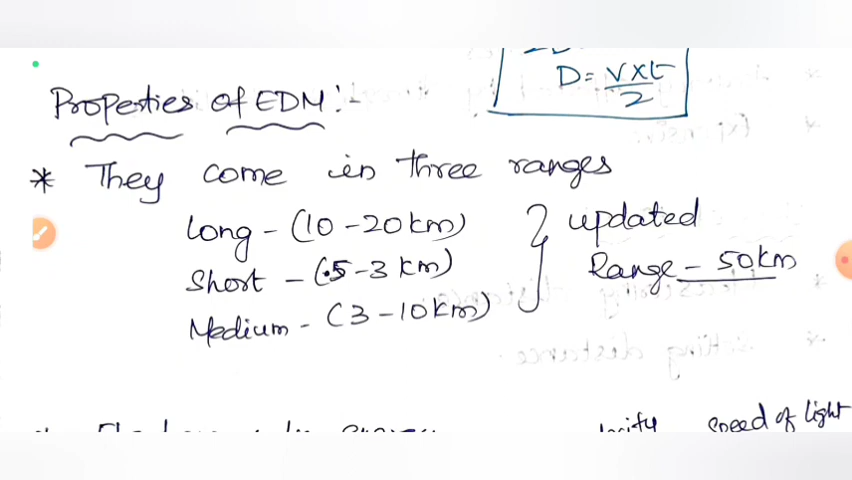 D = V×t/2
Properties of EDM :-
* They come in three ranges
Long - (10 - 20 km)
Short - (.5 - 3 km)
Medium - (3 - 10 km)
updated
Range - 50 km
speed of light